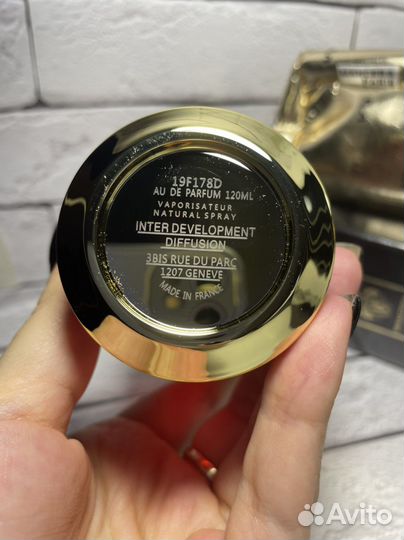 19F178D
AU DE PARFUM 120ML
VAPORISATEUR
NATURAL SPRAY
INTER DEVELOPMENT
DIFFUSION
3BIS RUE DU PARC
1207 GENEVE
MADE IN FRANCE
Avito